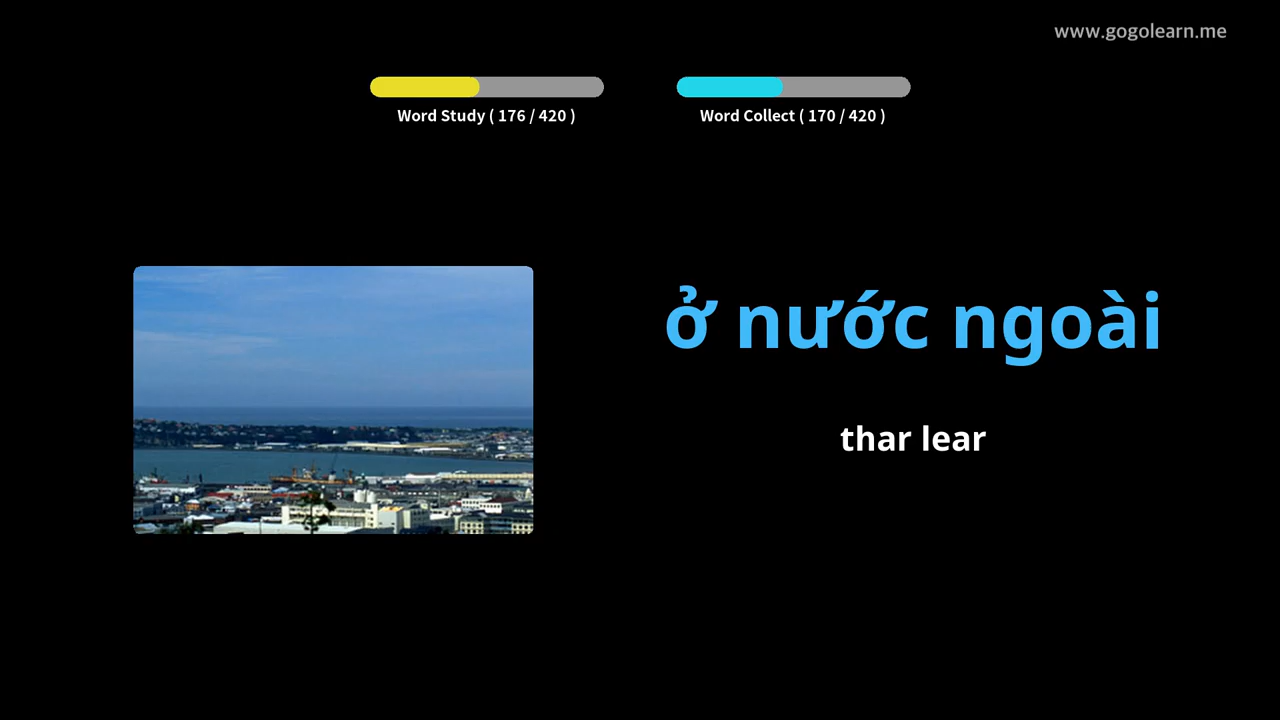 www.gogolearn.me
Word Study ( 176 / 420 )
Word Collect ( 170 / 420 )
ở nước ngoài
thar lear